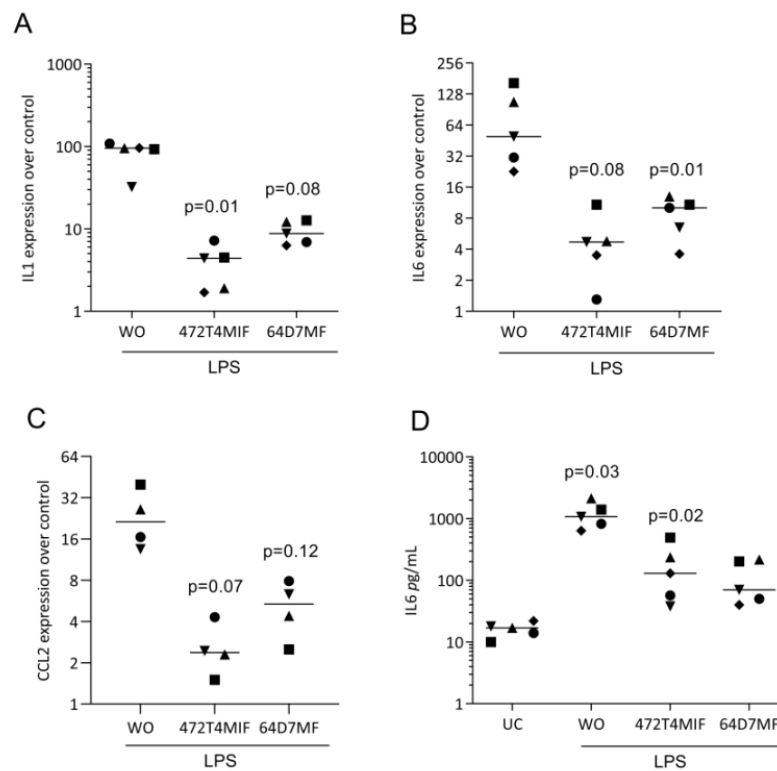 A
IL1 expression over control
1000
100
10
1
p=0.01
p=0.08
WO 472T4MIF 64D7MF
LPS
B
IL6 expression over control
256
128
64
32
16
8
4
2
1
p=0.08
p=0.01
WO 472T4MIF 64D7MF
LPS
C
CCL2 expression over control
64
32
16
8
4
2
1
p=0.07
p=0.12
WO 472T4MIF 64D7MF
LPS
D
IL6 pg/mL
10000
1000
100
10
1
p=0.03
p=0.02
UC WO 472T4MIF 64D7MF
LPS